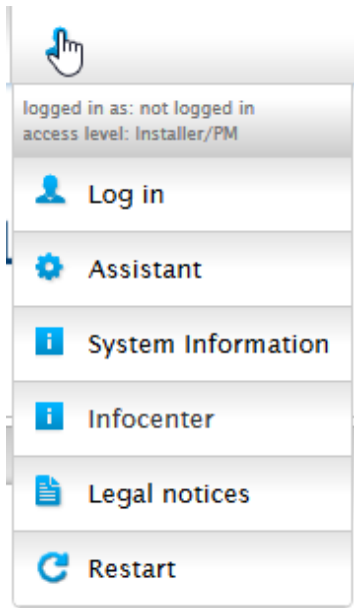 logged in as: not logged in
access level: Installer/PM
Log in
Assistant
System Information
Infocenter
Legal notices
Restart